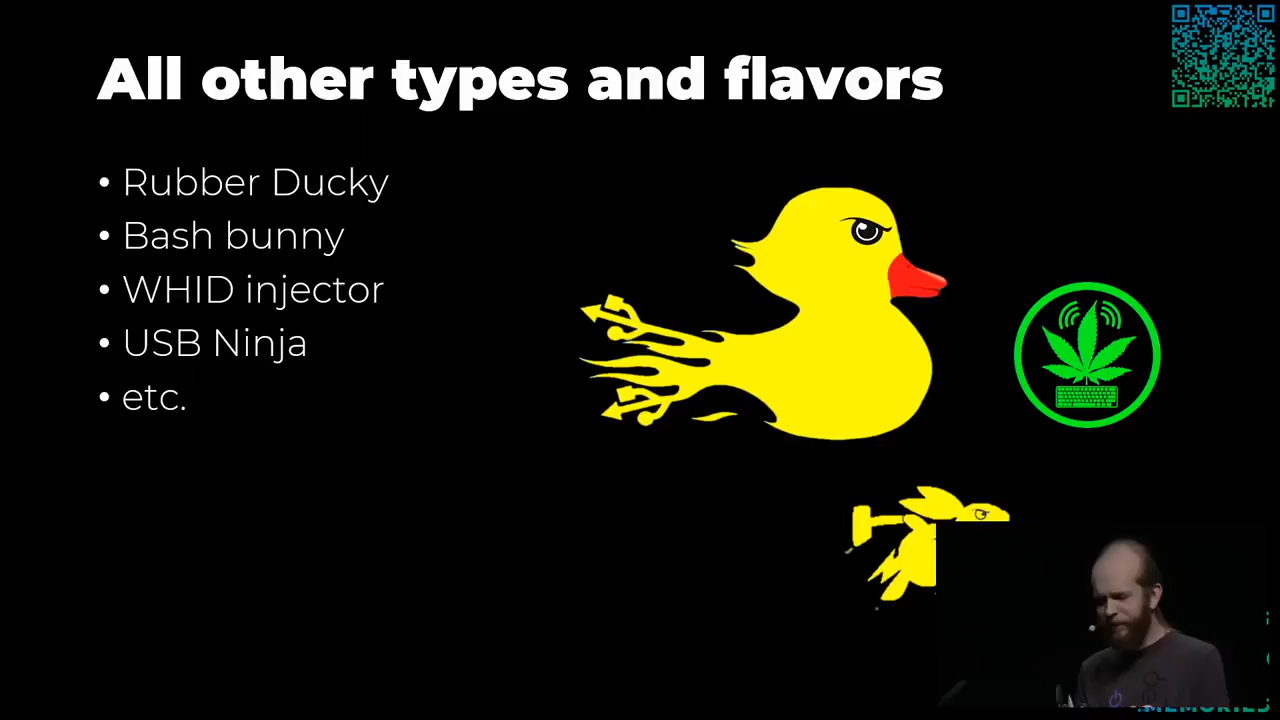 All other types and flavors
• Rubber Ducky
• Bash bunny
• WHID injector
• USB Ninja
• etc.